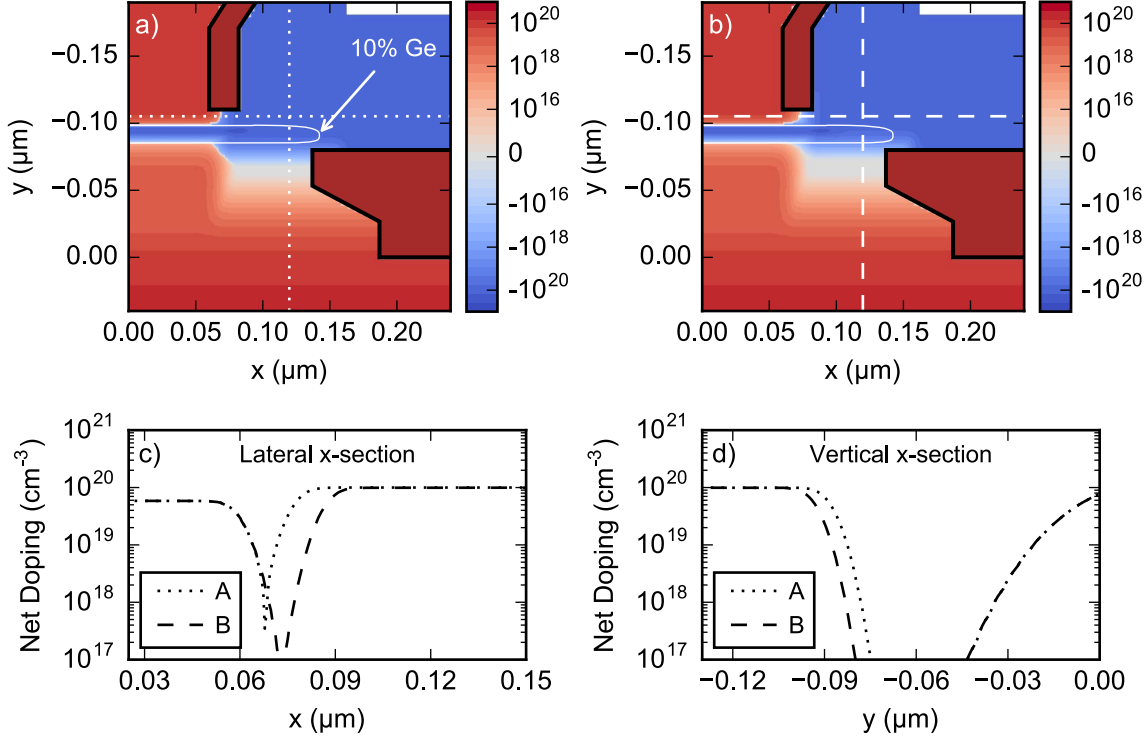 a)
10% Ge
−0.15
−0.10
−0.05
0.00
y (µm)
0.00 0.05 0.10 0.15 0.20
x (µm)
10^20
10^18
10^16
0
-10^16
-10^18
-10^20
b)
−0.15
−0.10
−0.05
0.00
y (µm)
0.00 0.05 0.10 0.15 0.20
x (µm)
10^20
10^18
10^16
0
-10^16
-10^18
-10^20
c) Lateral x-section
10^21
10^20
10^19
10^18
10^17
Net Doping (cm^-3)
A
B
0.03 0.06 0.09 0.12 0.15
x (µm)
d) Vertical x-section
10^21
10^20
10^19
10^18
10^17
Net Doping (cm^-3)
A
B
−0.12 −0.09 −0.06 −0.03 0.00
y (µm)